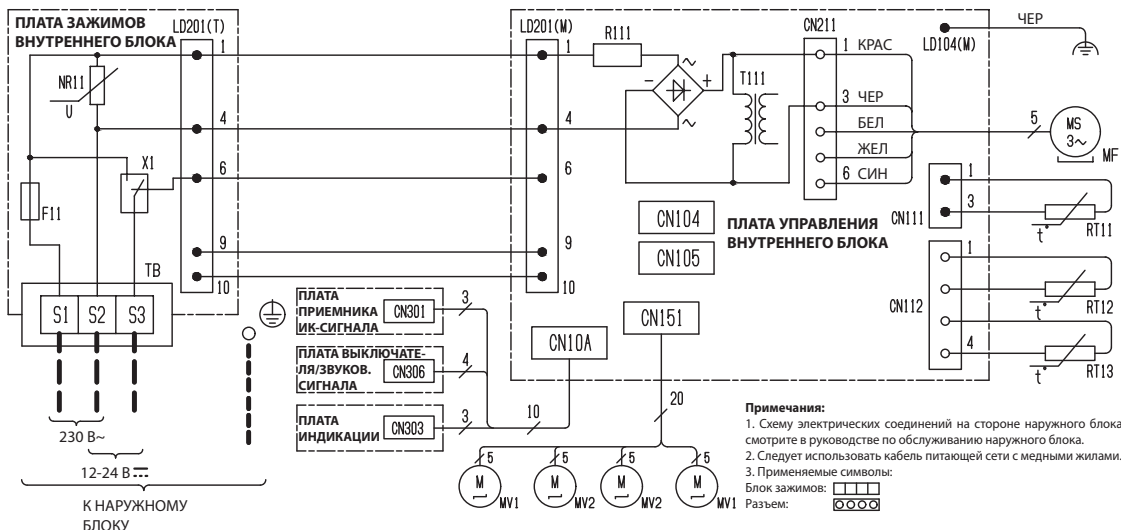 ПЛАТА ЗАЖИМОВ
ВНУТРЕННЕГО БЛОКА
LD201(T)
1
NR11
U
4
X1
6
F11
9
10
TB
S1
S2
S3
230 В~
12-24 В
К НАРУЖНОМУ
БЛОКУ
LD201(M)
1
4
6
9
10
R111
~
-
+
~
T111
CN211
1 КРАС
3 ЧЕР
БЕЛ
ЖЕЛ
6 СИН
LD104(M)
ЧЕР
5
MS
3~
MF
CN104
CN105
ПЛАТА УПРАВЛЕНИЯ
ВНУТРЕННЕГО БЛОКА
CN111
1
3
t°
RT11
CN112
1
t°
RT12
4
t°
RT13
ПЛАТА
ПРИЕМНИКА
ИК-СИГНАЛА
CN301
3
ПЛАТА ВЫКЛЮЧАТЕ-
ЛЯ/ЗВУКОВ.
СИГНАЛА
CN306
4
ПЛАТА
ИНДИКАЦИИ
CN303
3
10
CN10A
CN151
20
5
M
MV1
5
M
MV2
5
M
MV2
5
M
MV1
Примечания:
1. Схему электрических соединений на стороне наружного блока
смотрите в руководстве по обслуживанию наружного блока.
2. Следует использовать кабель питающей сети с медными жилами.
3. Применяемые символы:
Блок зажимов:
Разъем: